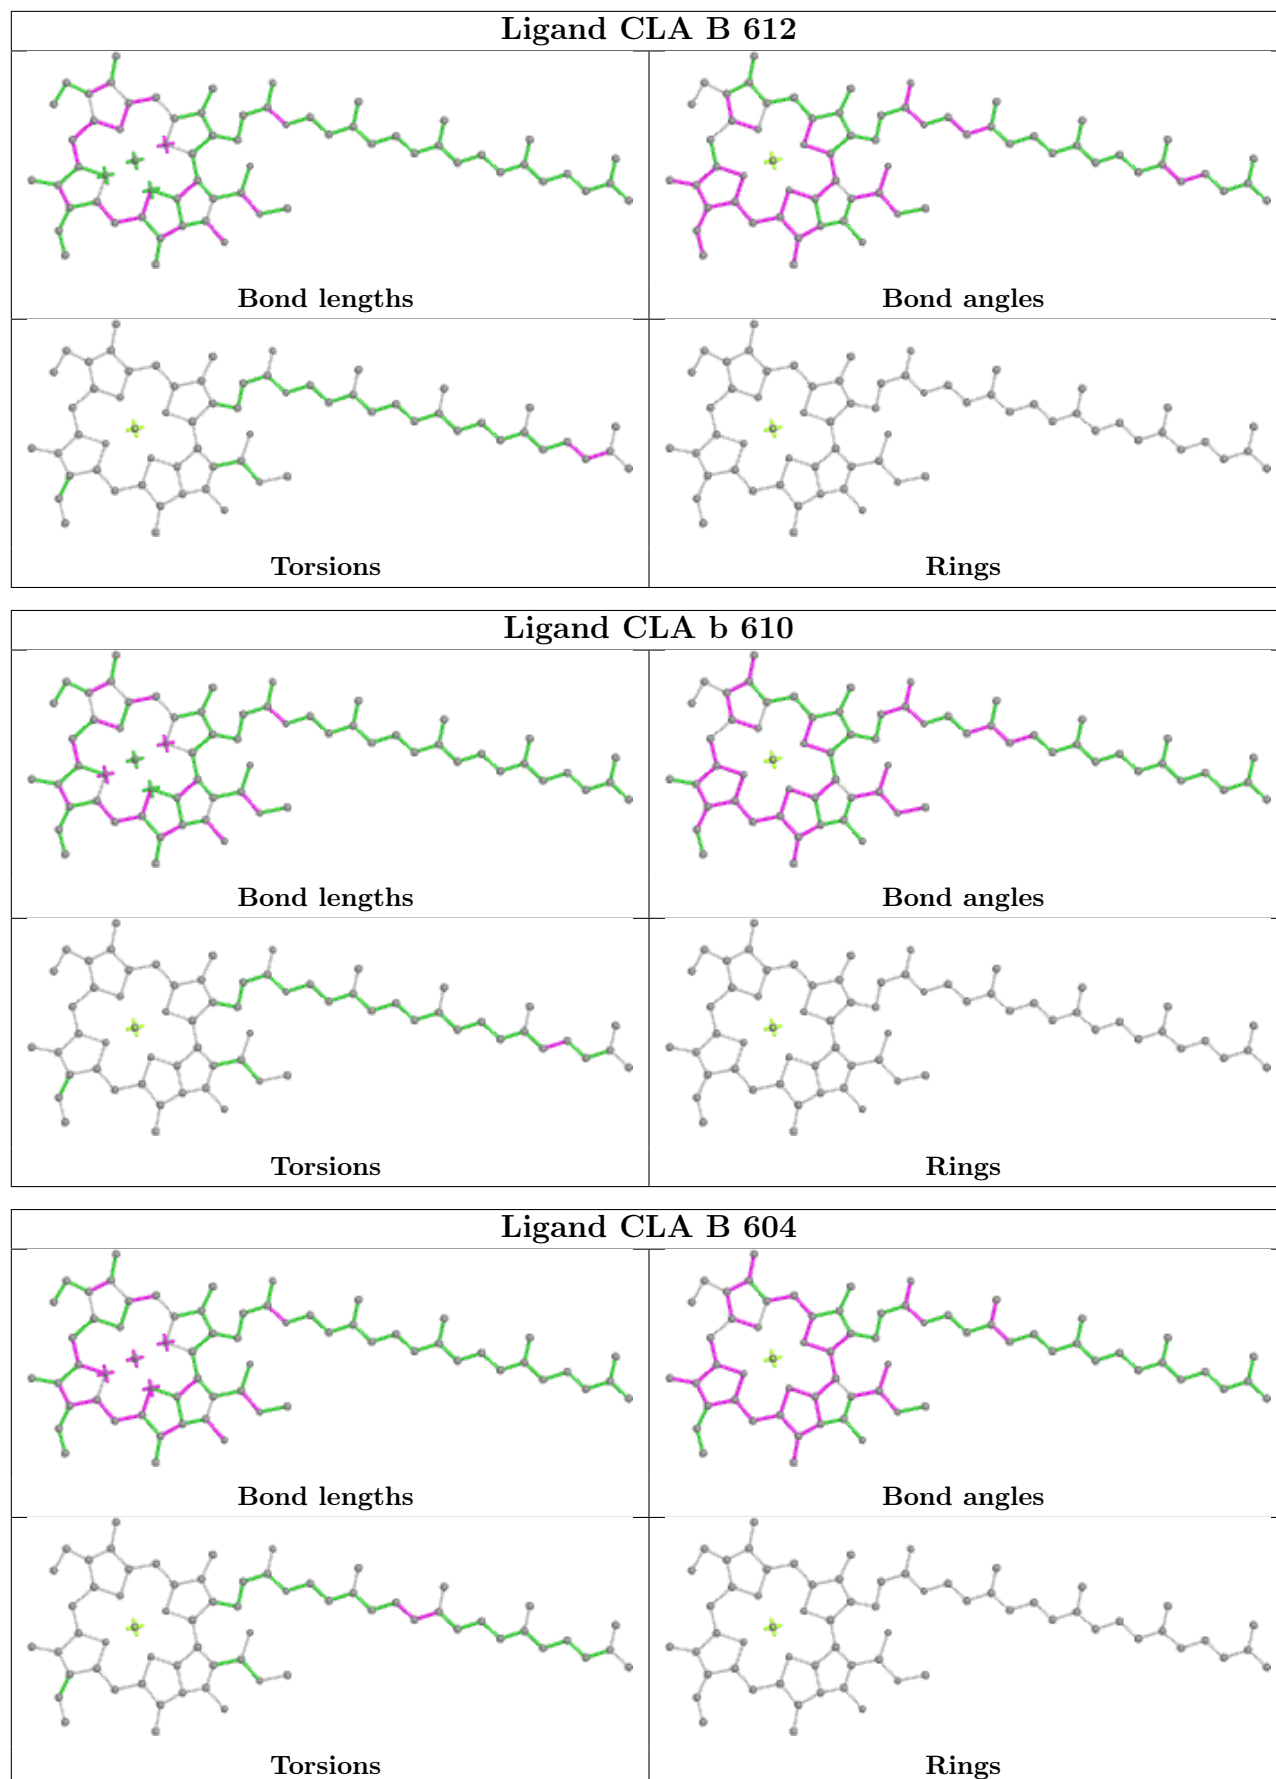 Ligand CLA B 612
Bond lengths
Bond angles
Torsions
Rings
Ligand CLA b 610
Bond lengths
Bond angles
Torsions
Rings
Ligand CLA B 604
Bond lengths
Bond angles
Torsions
Rings